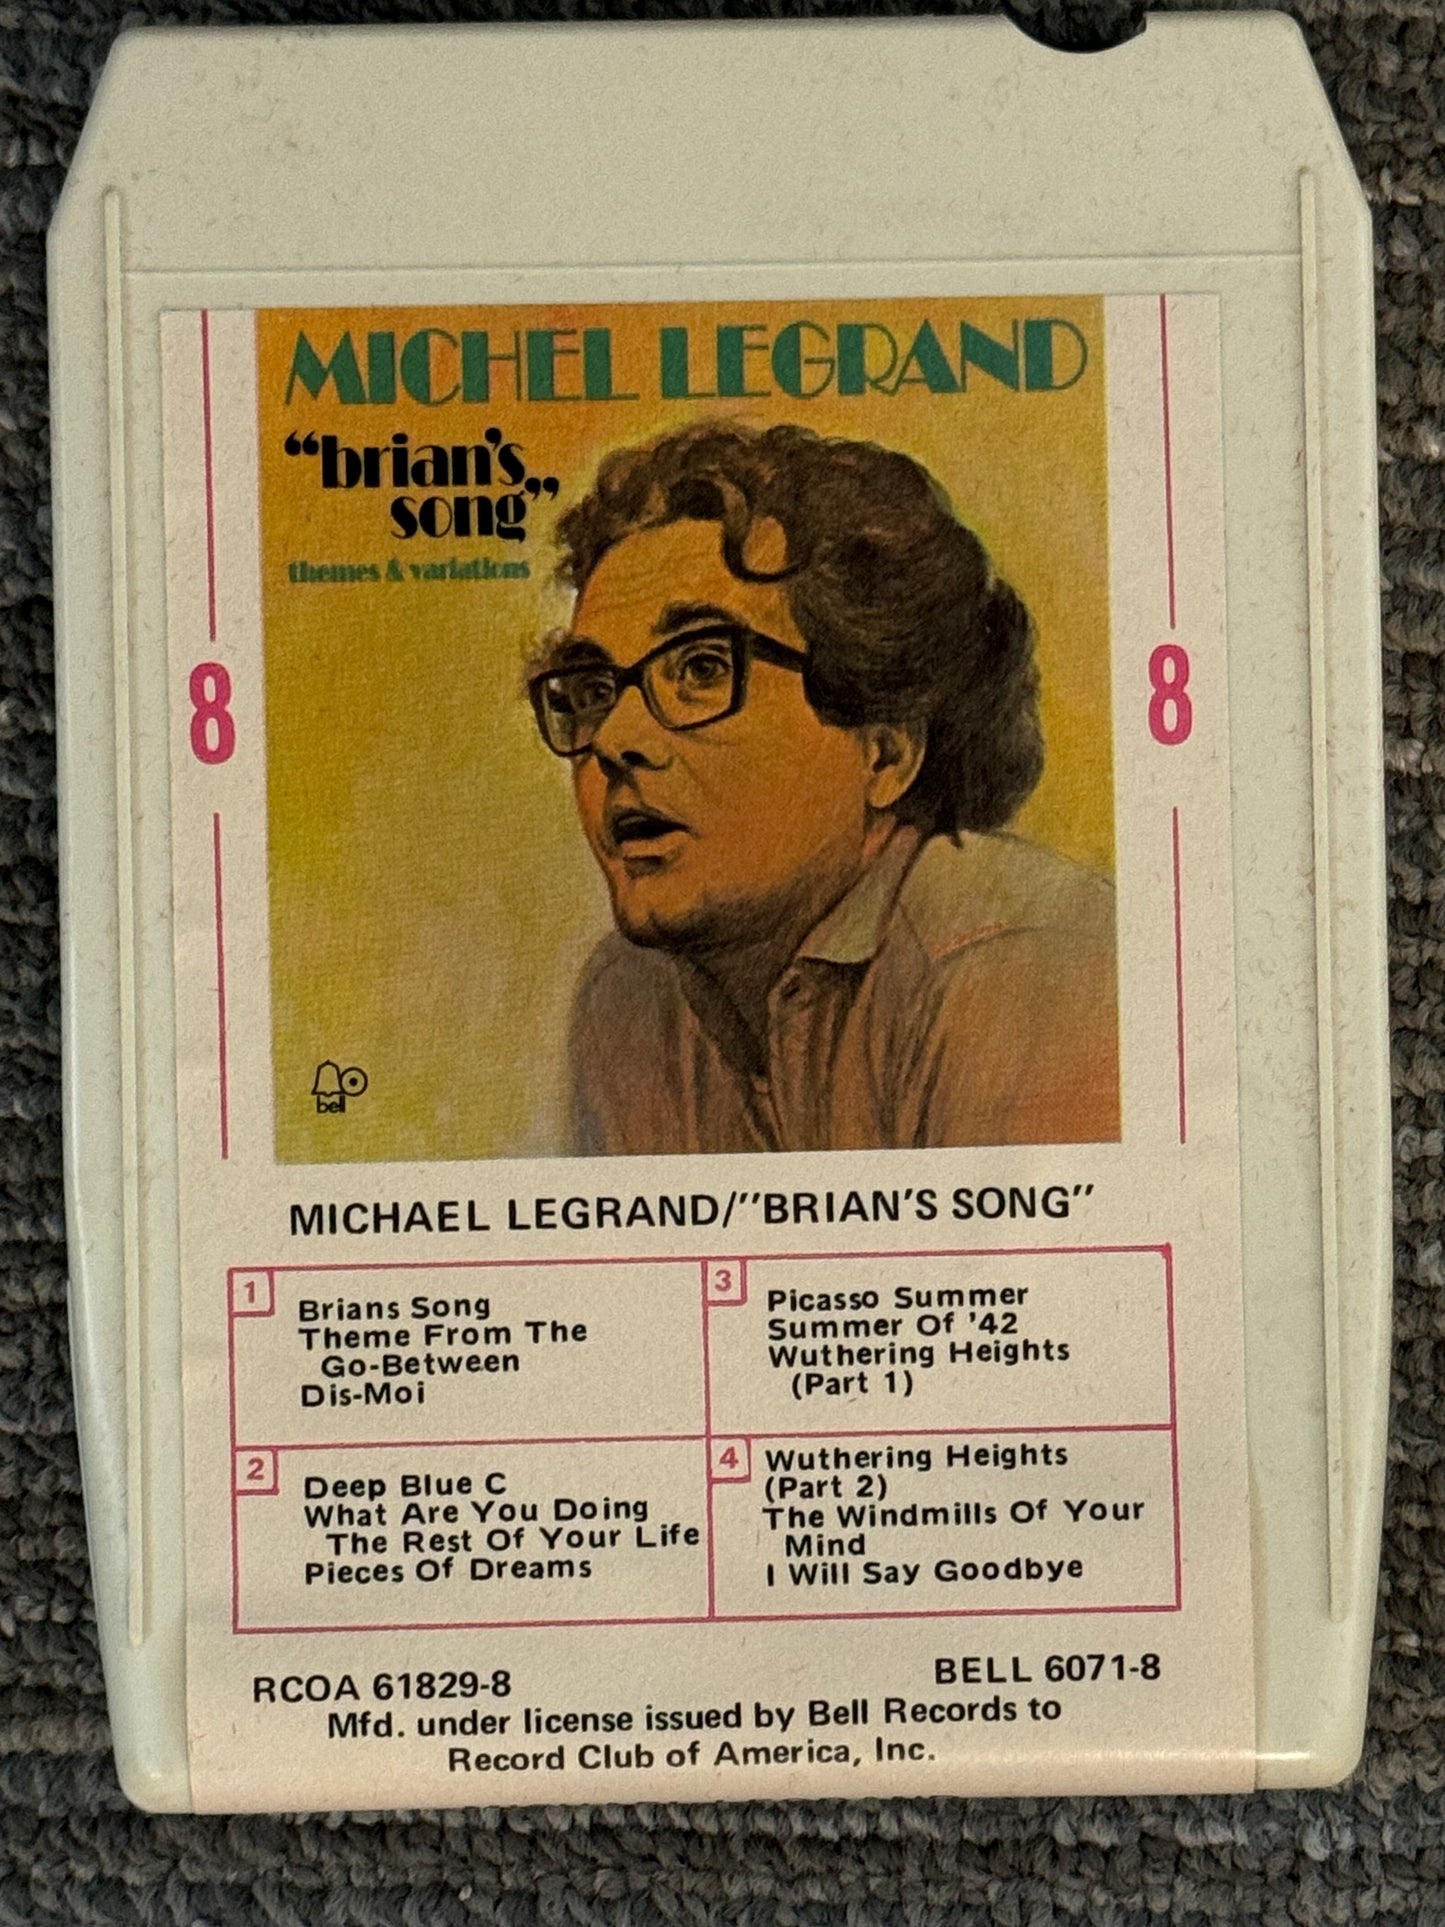 MICHEL LEGRAND
“brian’s
song”
themes & variations
8
8
bell
MICHAEL LEGRAND/"BRIAN'S SONG"
1
Brians Song
Theme From The
Go-Between
Dis-Moi
2
Deep Blue C
What Are You Doing
The Rest Of Your Life
Pieces Of Dreams
3
Picasso Summer
Summer Of '42
Wuthering Heights
(Part 1)
4
Wuthering Heights
(Part 2)
The Windmills Of Your
Mind
I Will Say Goodbye
RCOA 61829-8
BELL 6071-8
Mfd. under license issued by Bell Records to
Record Club of America, Inc.